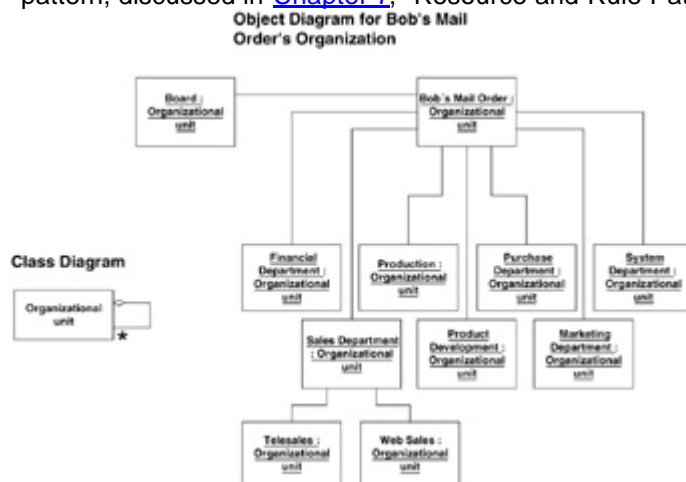 pattern, discussed in Chapter 7, "Resource and Rule Pat
Object Diagram for Bob's Mail
Order's Organization
Board :
Organizational
unit
Bob's Mail Order :
Organizational
unit
Financial
Department :
Organizational
unit
Production :
Organizational
unit
Purchase
Department :
Organizational
unit
System
Department :
Organizational
unit
Class Diagram
Organizational
unit
*
Sales Department
: Organizational
unit
Product
Development :
Organizational
unit
Marketing
Department :
Organizational
unit
Telesales :
Organizational
unit
Web Sales :
Organizational
unit